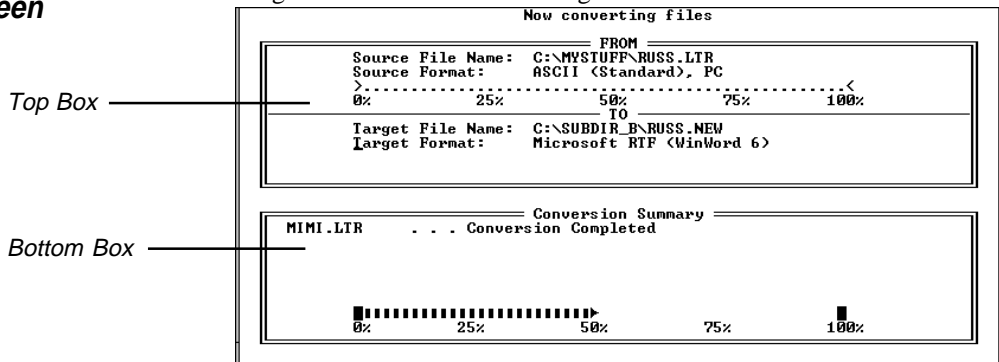 een
Now converting files
FROM
Source File Name: C:\MYSTUFF\RUSS.LTR
Source Format: ASCII (Standard), PC
>. . . . . . . . . . . . . . . . . . . . . . . . . . . . . . . . . . . . . . . . . . . . . . . . . . . . . . . . . . . .<
0% 25% 50% 75% 100%
Top Box
TO
Target File Name: C:\SUBDIR_B\RUSS.NEW
Target Format: Microsoft RTF (WinWord 6)
Conversion Summary
MIMI.LTR . . . Conversion Completed
Bottom Box
0% 25% 50% 75% 100%